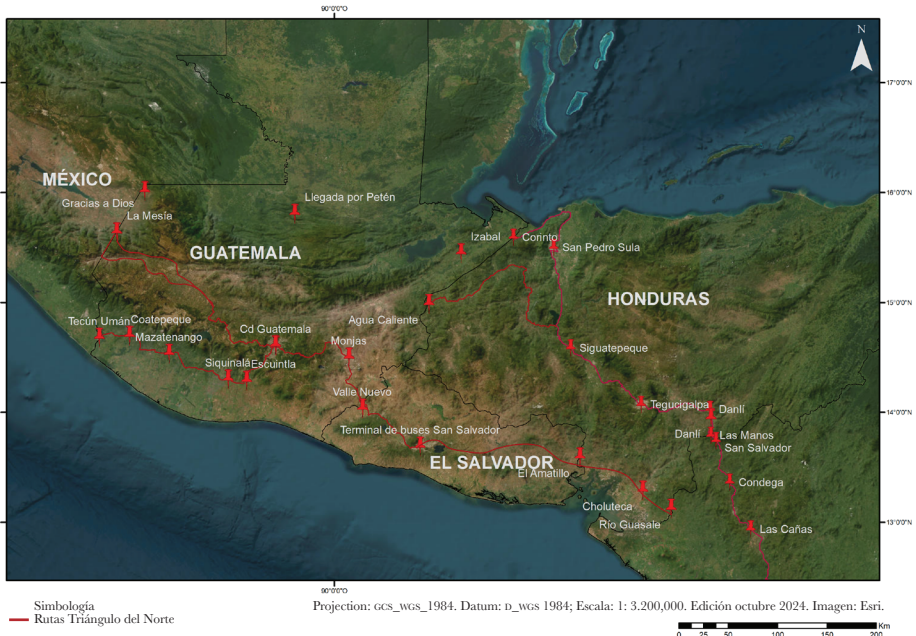 90°0'0"O
N
17°0'0"N
MÉXICO
16°0'0"N
Gracias a Dios
Llegada por Petén
La Mesía
Izabal
Corinto
San Pedro Sula
GUATEMALA
HONDURAS
15°0'0"N
Agua Caliente
Tecún Umán
Coatepeque
Cd Guatemala
Mazatenango
Monjas
Siguatepeque
Siquinalá
Escuintla
Valle Nuevo
Tegucigalpa
Danlí
14°0'0"N
Terminal de buses San Salvador
Danlí
Las Manos
San Salvador
EL SALVADOR
El Amatillo
Condega
Choluteca
Río Guasale
Las Cañas
13°0'0"N
90°0'0"O
Simbología
Rutas Triángulo del Norte
Projection: GCS_WGS_1984. Datum: D_WGS 1984; Escala: 1: 3.200,000. Edición octubre 2024. Imagen: Esri.
Km
0 25 50 100 150 200